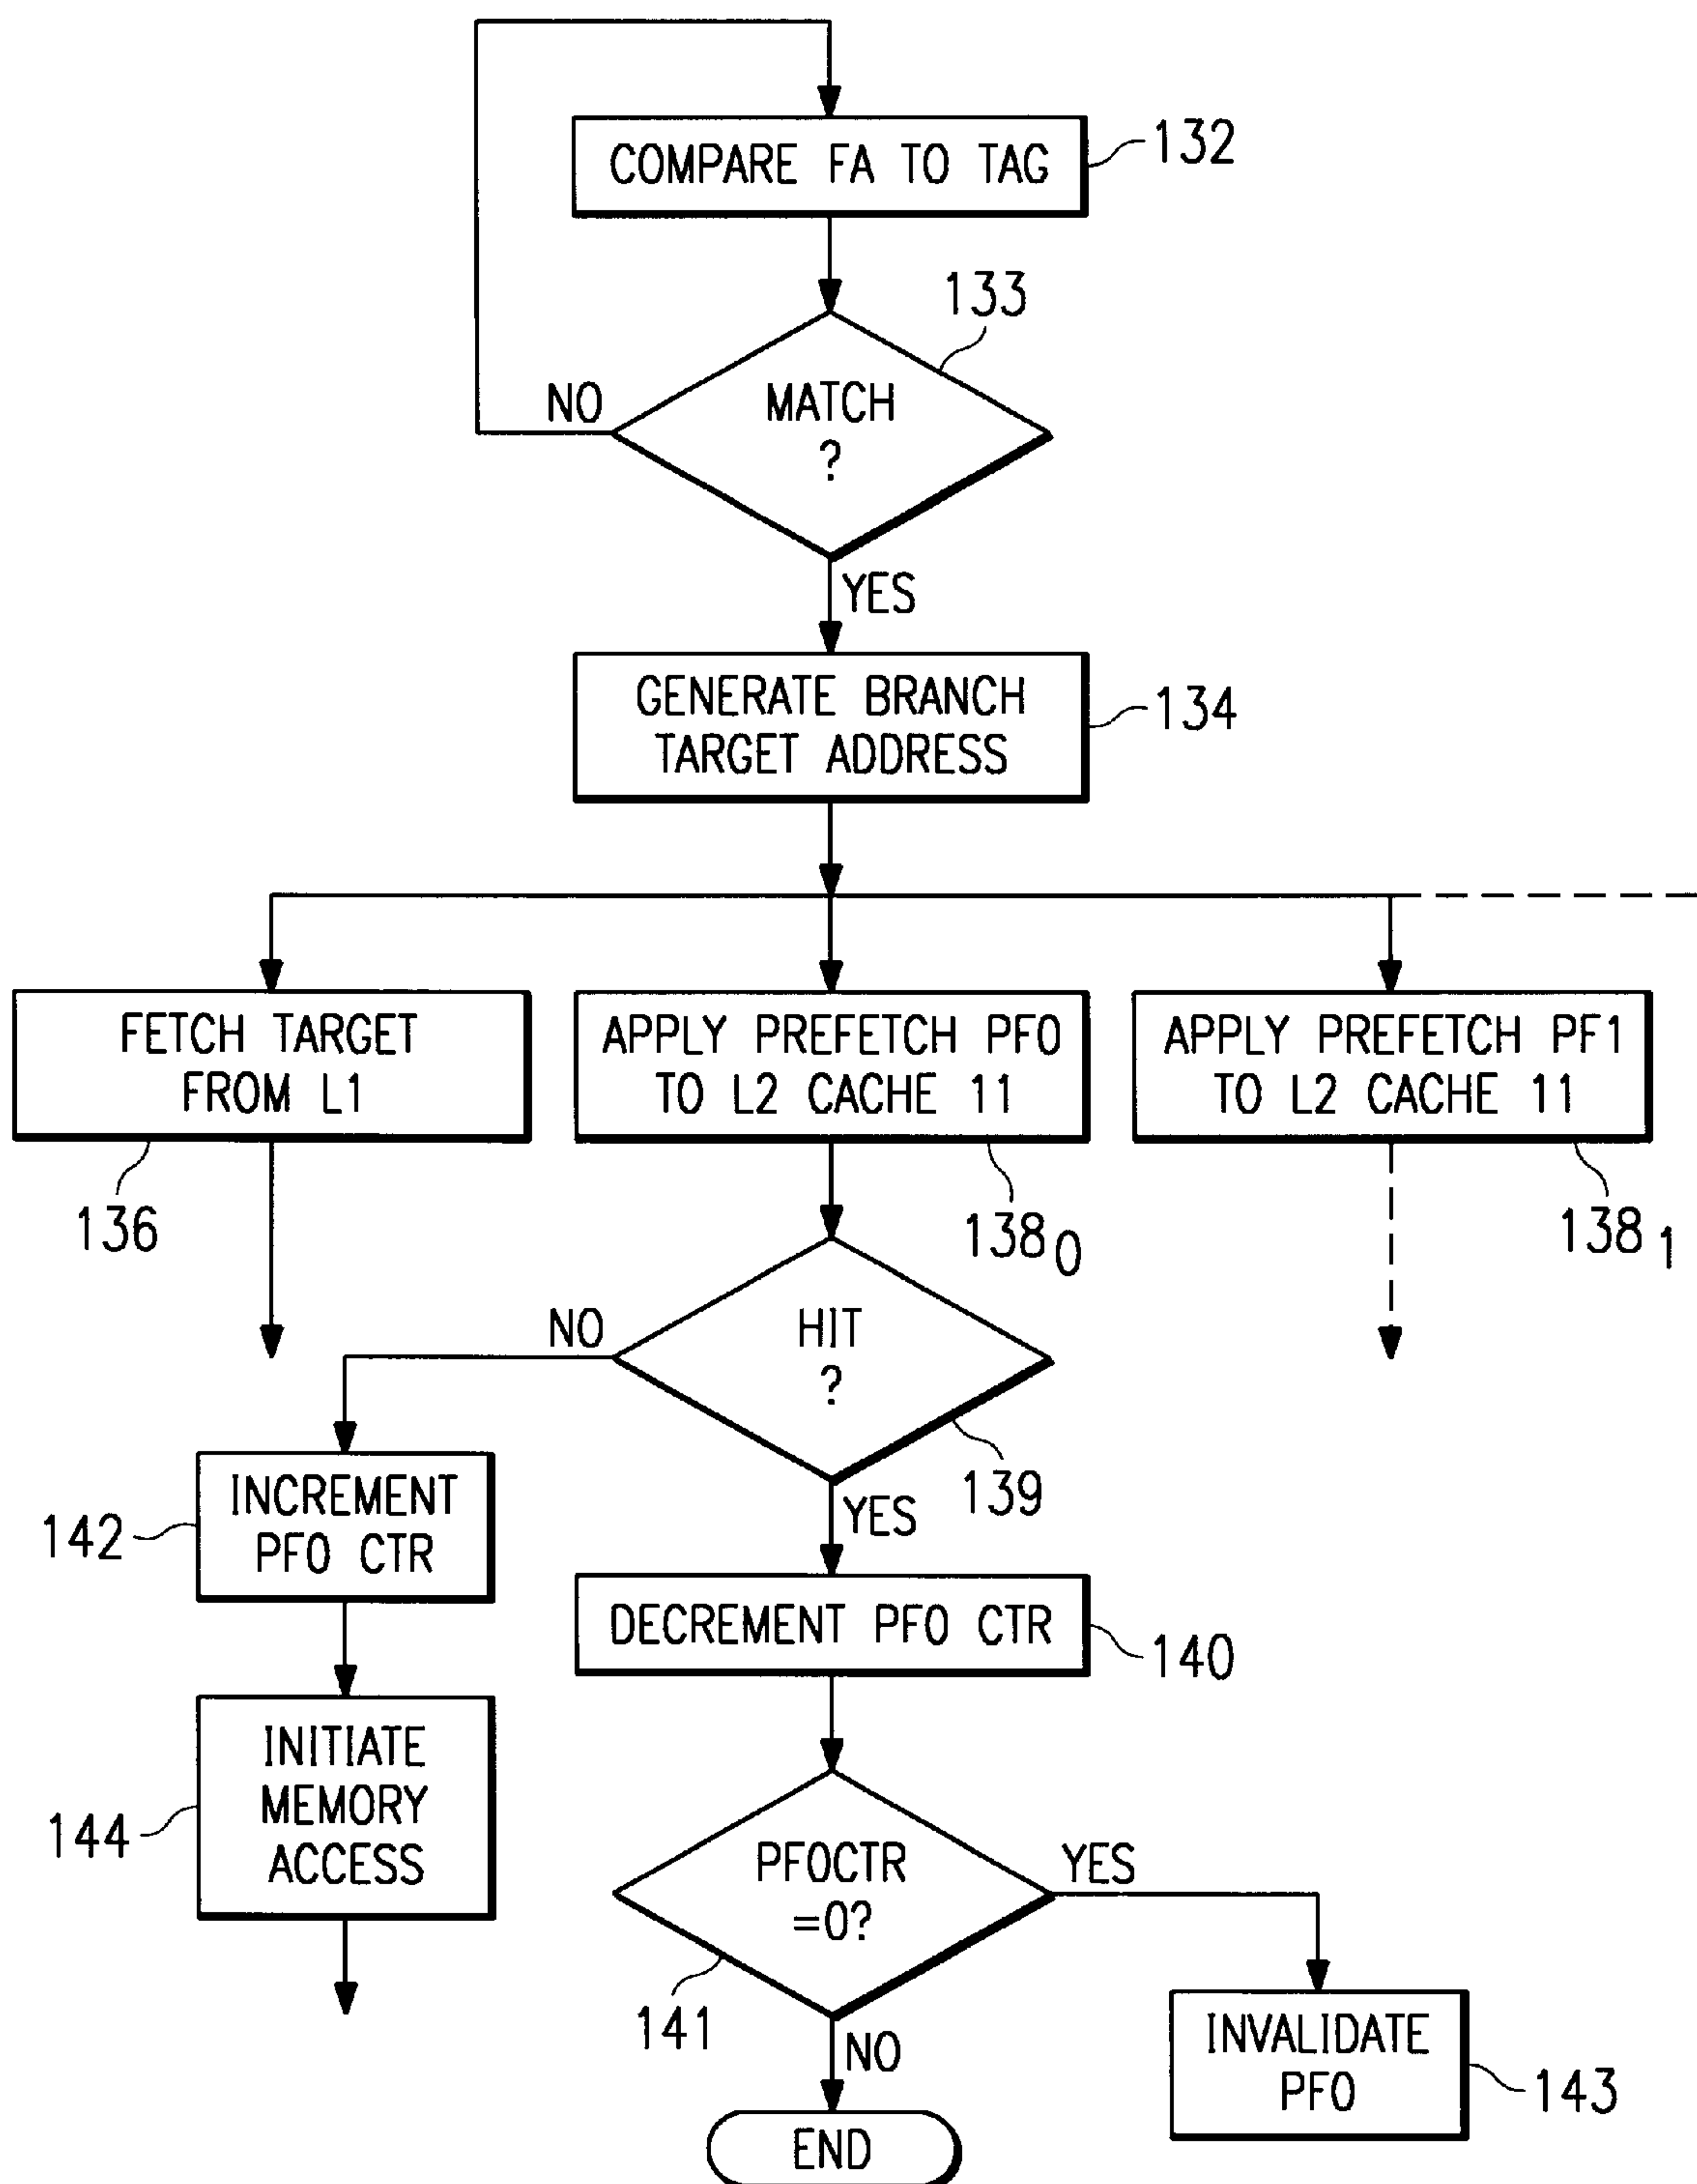 COMPARE FA TO TAG
132
133
MATCH
?
NO
YES
GENERATE BRANCH
TARGET ADDRESS
134
FETCH TARGET
FROM L1
136
APPLY PREFETCH PF0
TO L2 CACHE 11
138 0
APPLY PREFETCH PF1
TO L2 CACHE 11
138 1
HIT
?
NO
139
YES
INCREMENT
PF0 CTR
142
DECREMENT PF0 CTR
140
INITIATE
MEMORY
ACCESS
144
PF0CTR
=0?
YES
141
NO
INVALIDATE
PF0
143
END